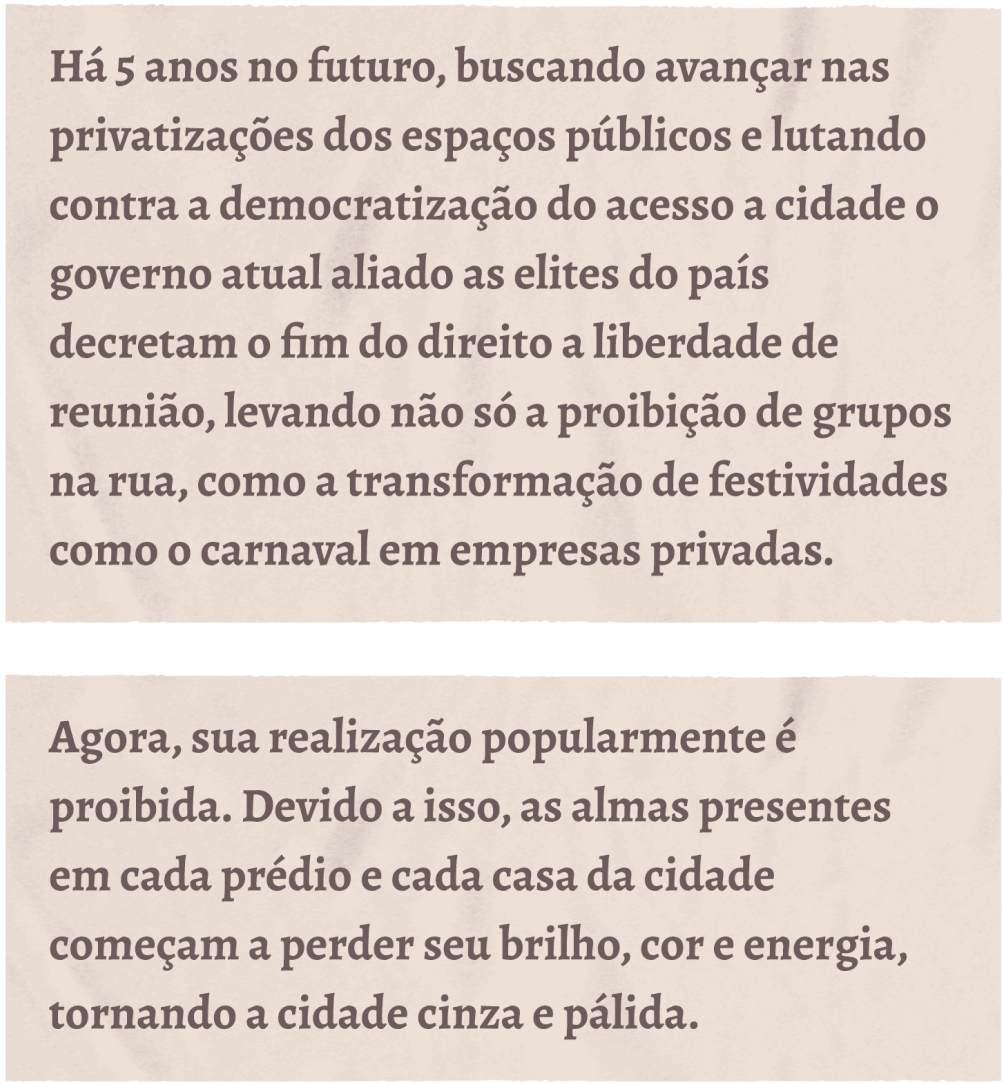 Há 5 anos no futuro, buscando avançar nas
privatizações dos espaços públicos e lutando
contra a democratização do acesso a cidade o
governo atual aliado as elites do país
decretam o fim do direito a liberdade de
reunião, levando não só a proibição de grupos
na rua, como a transformação de festividades
como o carnaval em empresas privadas.
Agora, sua realização popularmente é
proibida. Devido a isso, as almas presentes
em cada prédio e cada casa da cidade
começam a perder seu brilho, cor e energia,
tornando a cidade cinza e pálida.